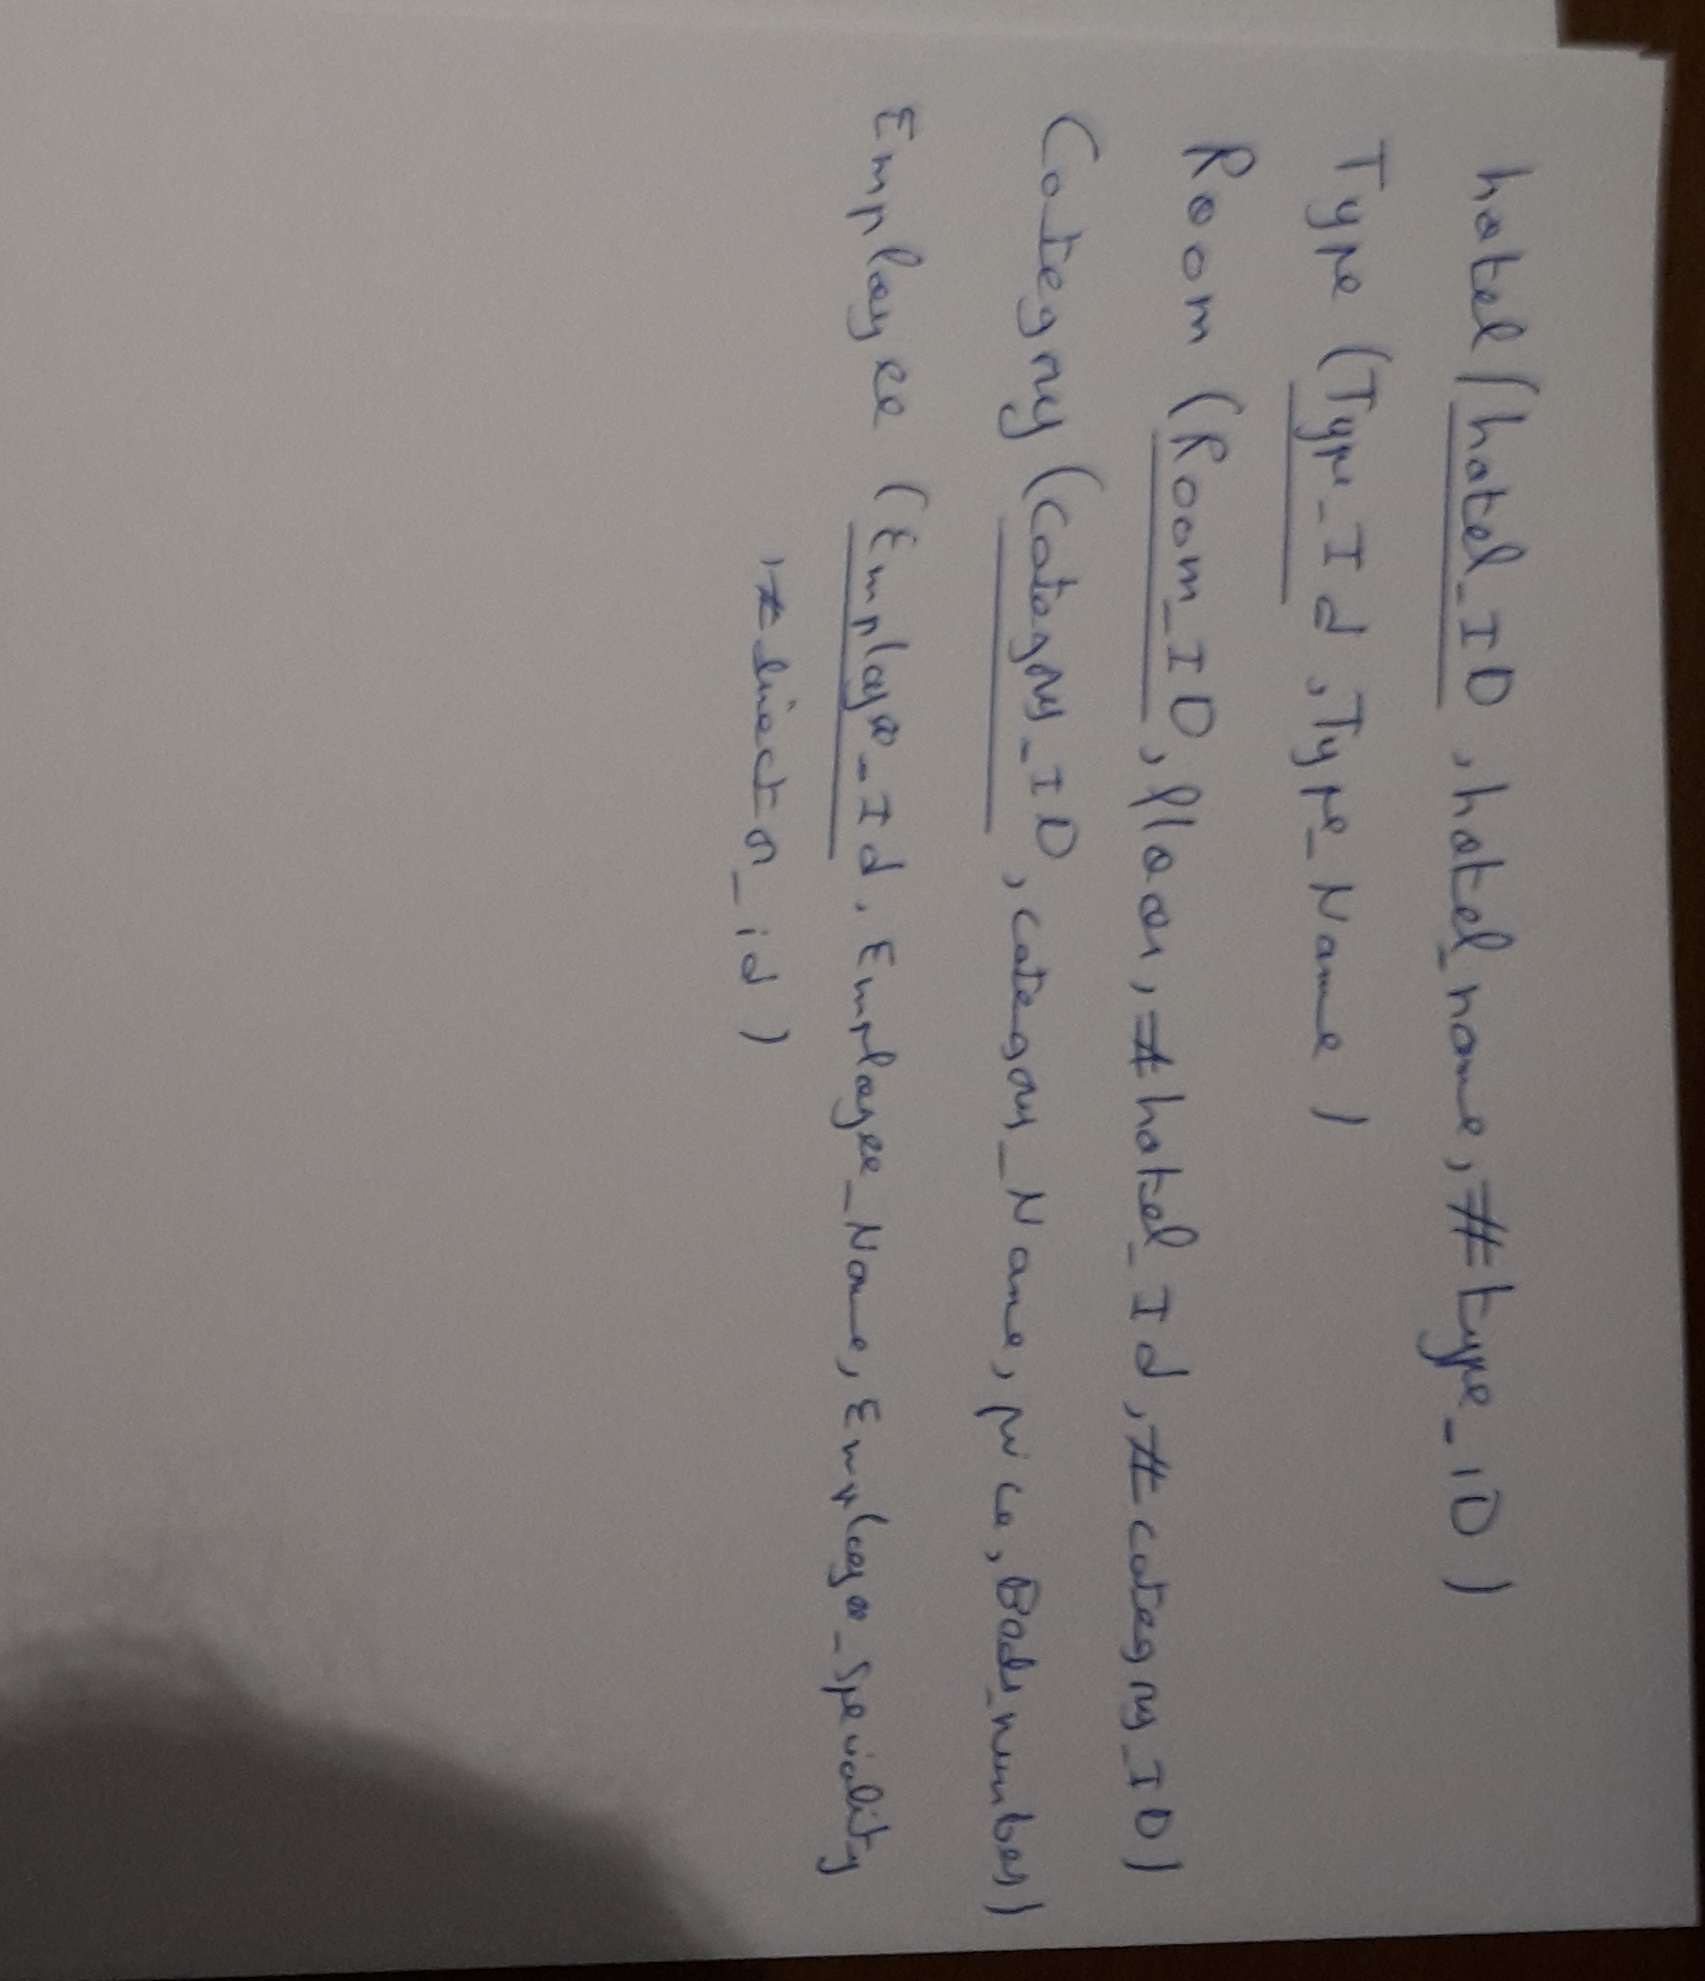 hotel (hotel_ID, hotel_name, #type_iD)
Type (Type_Id, Type_Name)
Room (Room_ID, floor, #hotel_Id, #category_ID)
Category (Category_ID, category_Name, price, Beds_number)
Employee (Employee_Id, Employee_Name, Employee_Speciality
, #director_id)